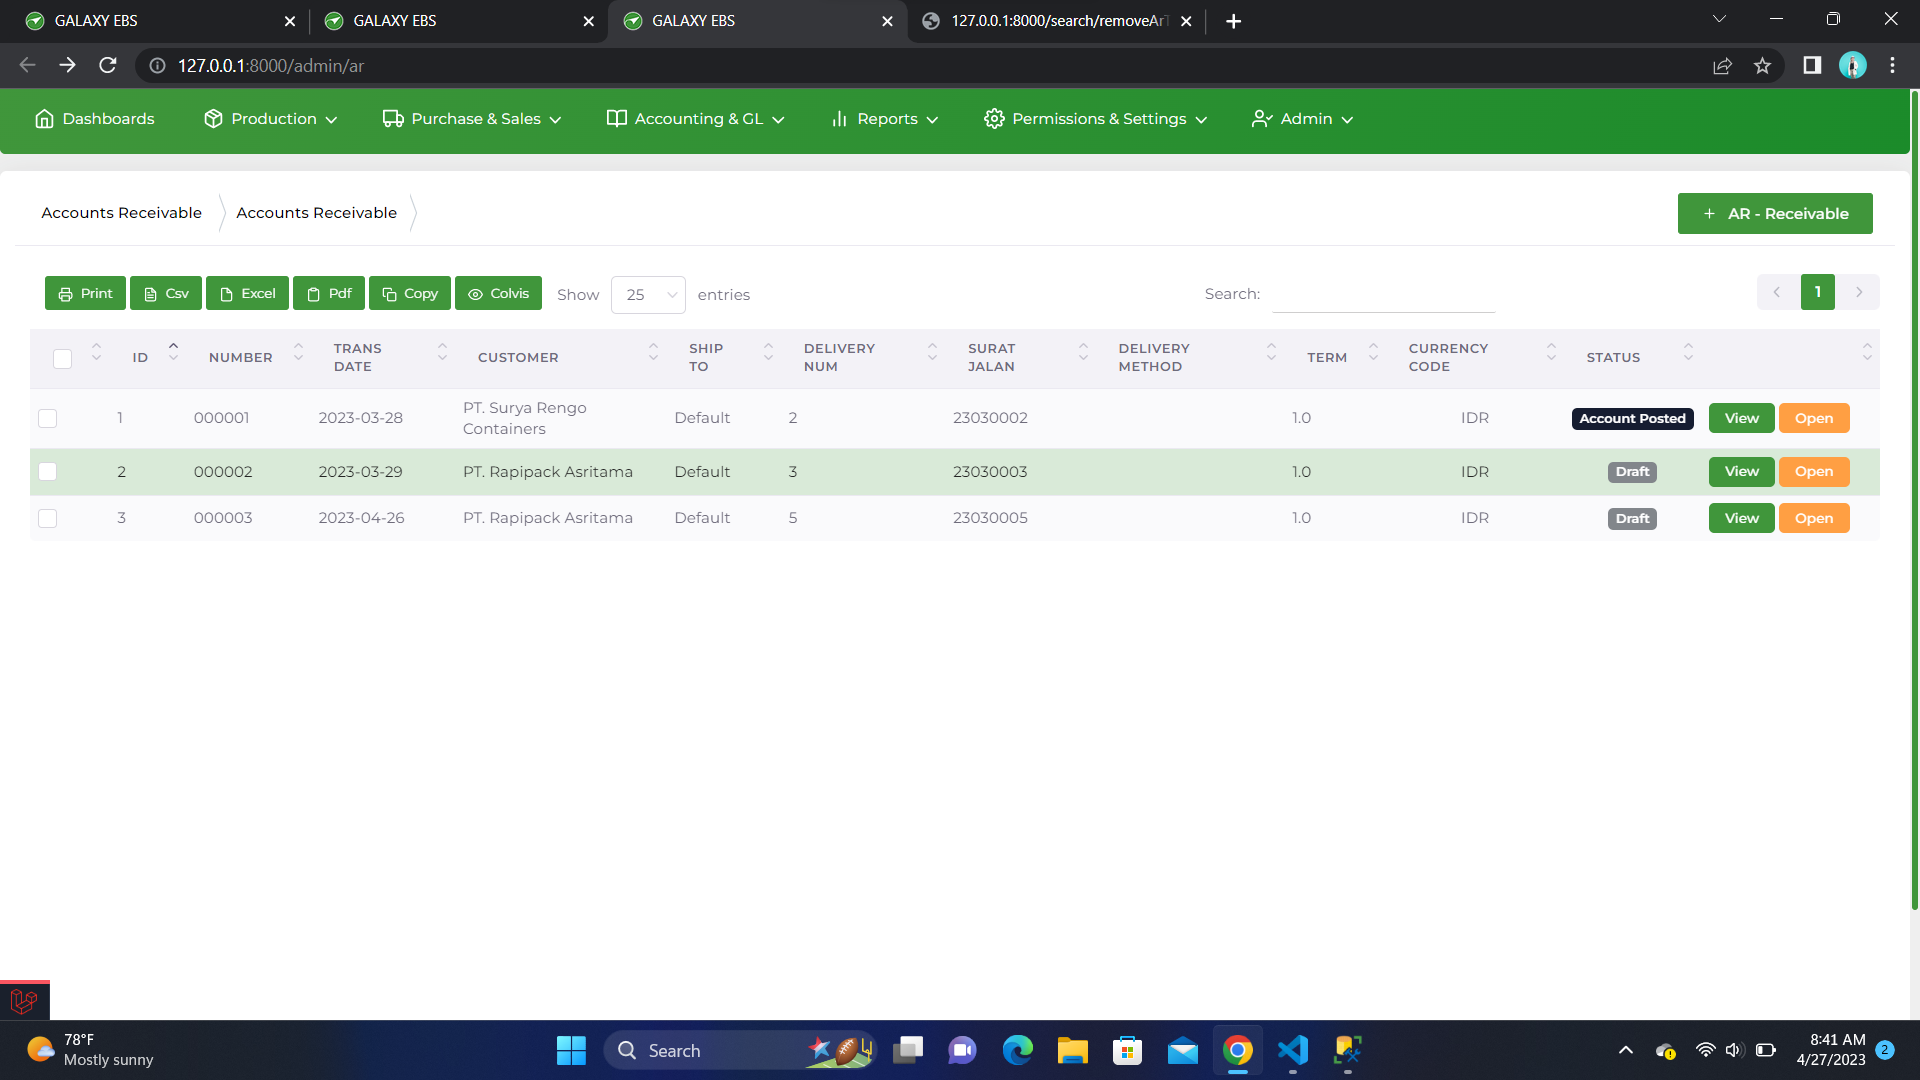 GALAXY EBS
GALAXY EBS
GALAXY EBS
127.0.0.1:8000/search/removeAr
127.0.0.1:8000/admin/ar
Dashboards
Production
Purchase & Sales
Accounting & GL
Reports
Permissions & Settings
Admin
Accounts Receivable
Accounts Receivable
+ AR - Receivable
Print
Csv
Excel
Pdf
Copy
Colvis
Show 25 entries
Search:
1
ID
NUMBER
TRANS
DATE
CUSTOMER
SHIP
TO
DELIVERY
NUM
SURAT
JALAN
DELIVERY
METHOD
TERM
CURRENCY
CODE
STATUS
1 000001 2023-03-28 PT. Surya Rengo
Containers Default 2 23030002 1.0 IDR Account Posted View Open
2 000002 2023-03-29 PT. Rapipack Asritama Default 3 23030003 1.0 IDR Draft View Open
3 000003 2023-04-26 PT. Rapipack Asritama Default 5 23030005 1.0 IDR Draft View Open
78°F
Mostly sunny
Search
8:41 AM
4/27/2023
2